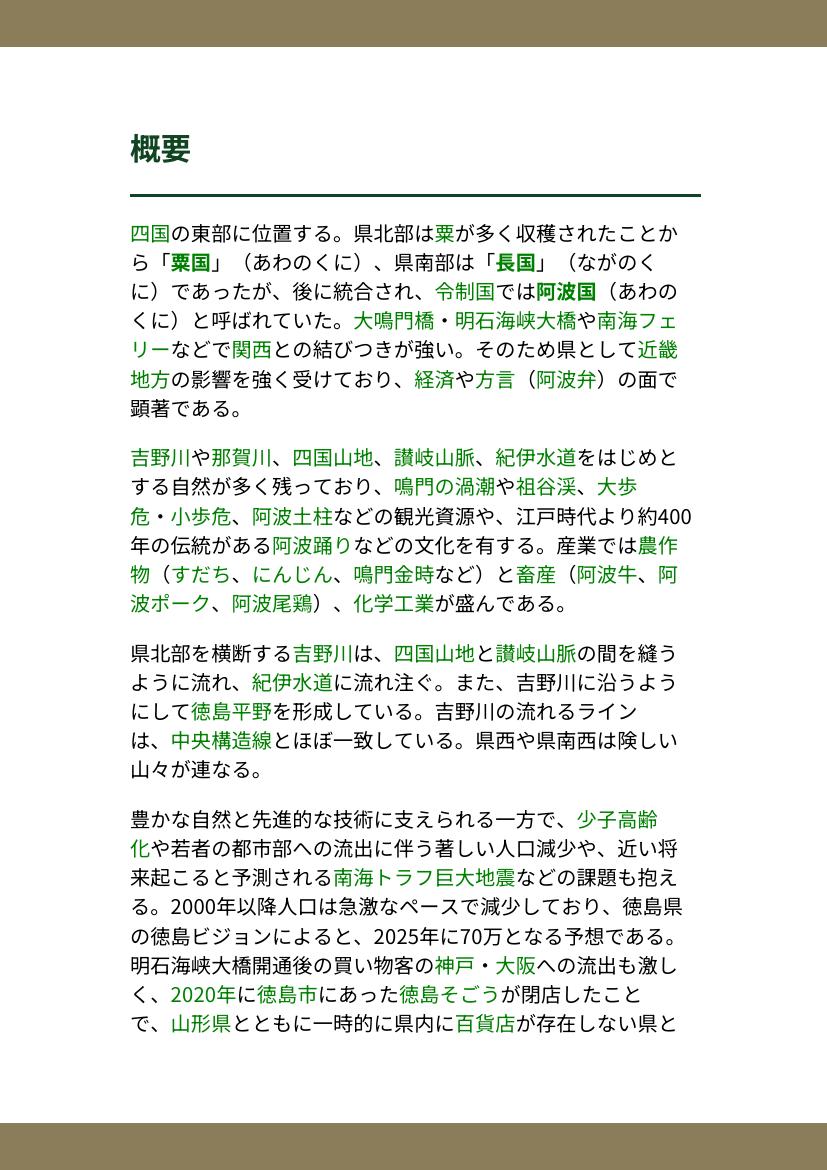 概要
四国の東部に位置する。県北部は粟が多く収穫されたことか
ら「粟国」（あわのくに）、県南部は「長国」（ながのく
に）であったが、後に統合され、令制国では阿波国（あわの
くに）と呼ばれていた。大鳴門橋・明石海峡大橋や南海フェ
リーなどで関西との結びつきが強い。そのため県として近畿
地方の影響を強く受けており、経済や方言（阿波弁）の面で
顕著である。
吉野川や那賀川、四国山地、讃岐山脈、紀伊水道をはじめと
する自然が多く残っており、鳴門の渦潮や祖谷渓、大歩
危・小歩危、阿波土柱などの観光資源や、江戸時代より約400
年の伝統がある阿波踊りなどの文化を有する。産業では農作
物（すだち、にんじん、鳴門金時など）と畜産（阿波牛、阿
波ポーク、阿波尾鶏）、化学工業が盛んである。
県北部を横断する吉野川は、四国山地と讃岐山脈の間を縫う
ように流れ、紀伊水道に流れ注ぐ。また、吉野川に沿うよう
にして徳島平野を形成している。吉野川の流れるライン
は、中央構造線とほぼ一致している。県西や県南西は険しい
山々が連なる。
豊かな自然と先進的な技術に支えられる一方で、少子高齢
化や若者の都市部への流出に伴う著しい人口減少や、近い将
来起こると予測される南海トラフ巨大地震などの課題も抱え
る。2000年以降人口は急激なペースで減少しており、徳島県
の徳島ビジョンによると、2025年に70万となる予想である。
明石海峡大橋開通後の買い物客の神戸・大阪への流出も激し
く、2020年に徳島市にあった徳島そごうが閉店したこと
で、山形県とともに一時的に県内に百貨店が存在しない県と